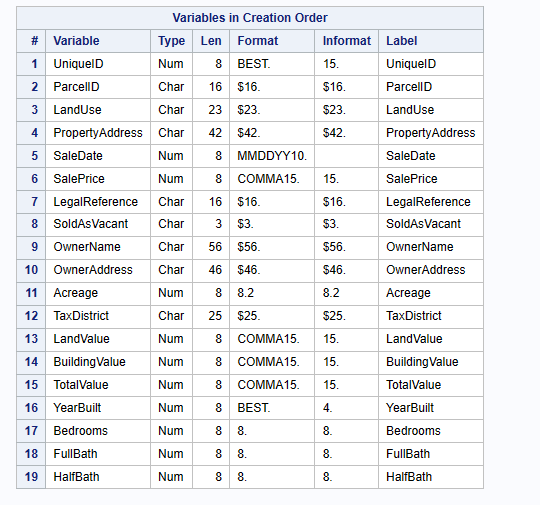 Variables in Creation Order
# Variable Type Len Format Informat Label
1 UniqueID Num 8 BEST. 15. UniqueID
2 ParcelID Char 16 $16. $16. ParcelID
3 LandUse Char 23 $23. $23. LandUse
4 PropertyAddress Char 42 $42. $42. PropertyAddress
5 SaleDate Num 8 MMDDYY10. SaleDate
6 SalePrice Num 8 COMMA15. 15. SalePrice
7 LegalReference Char 16 $16. $16. LegalReference
8 SoldAsVacant Char 3 $3. $3. SoldAsVacant
9 OwnerName Char 56 $56. $56. OwnerName
10 OwnerAddress Char 46 $46. $46. OwnerAddress
11 Acreage Num 8 8.2 8.2 Acreage
12 TaxDistrict Char 25 $25. $25. TaxDistrict
13 LandValue Num 8 COMMA15. 15. LandValue
14 BuildingValue Num 8 COMMA15. 15. BuildingValue
15 TotalValue Num 8 COMMA15. 15. TotalValue
16 YearBuilt Num 8 BEST. 4. YearBuilt
17 Bedrooms Num 8 8. 8. Bedrooms
18 FullBath Num 8 8. 8. FullBath
19 HalfBath Num 8 8. 8. HalfBath